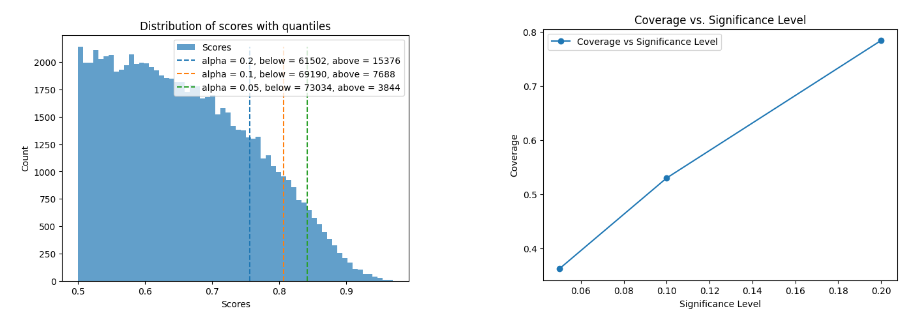 Distribution of scores with quantiles
Scores
alpha = 0.2, below = 61502, above = 15376
alpha = 0.1, below = 69190, above = 7688
alpha = 0.05, below = 73034, above = 3844
2000
1750
1500
1250
1000
750
500
250
0
Count
0.5 0.6 0.7 0.8 0.9
Scores
Coverage vs. Significance Level
Coverage vs Significance Level
0.8
0.7
0.6
0.5
0.4
Coverage
0.06 0.08 0.10 0.12 0.14 0.16 0.18 0.20
Significance Level